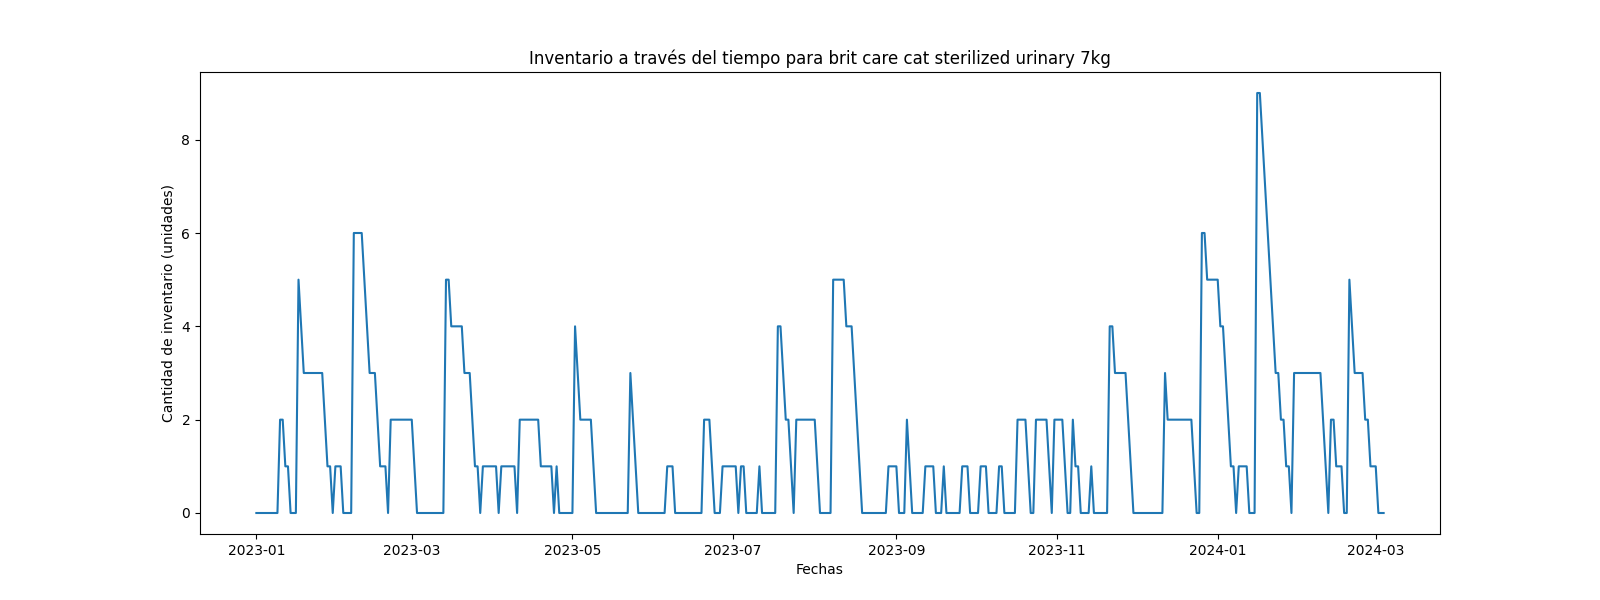 Inventario a través del tiempo para brit care cat sterilized urinary 7kg
Cantidad de inventario (unidades)
8
6
4
2
0
2023-01 2023-03 2023-05 2023-07 2023-09 2023-11 2024-01 2024-03
Fechas